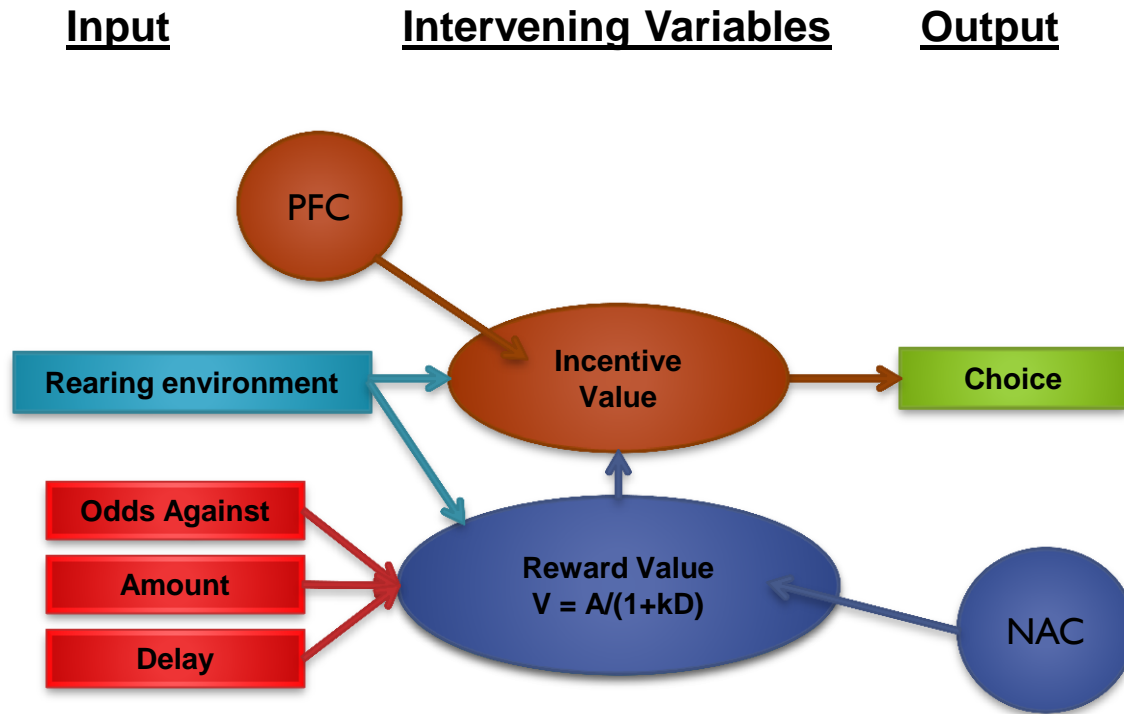 Input
Intervening Variables
Output
PFC
Rearing environment
Incentive
Value
Choice
Odds Against
Amount
Delay
Reward Value
V = A/(1+kD)
NAC